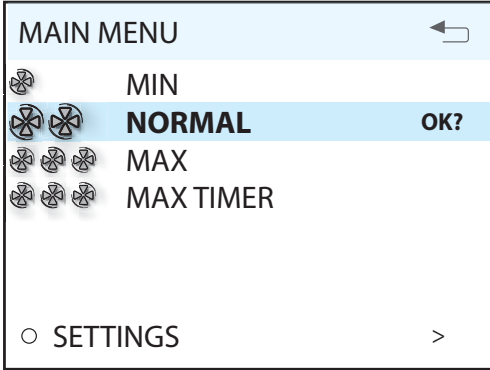 MAIN MENU
MIN
NORMAL OK?
MAX
MAX TIMER
SETTINGS >